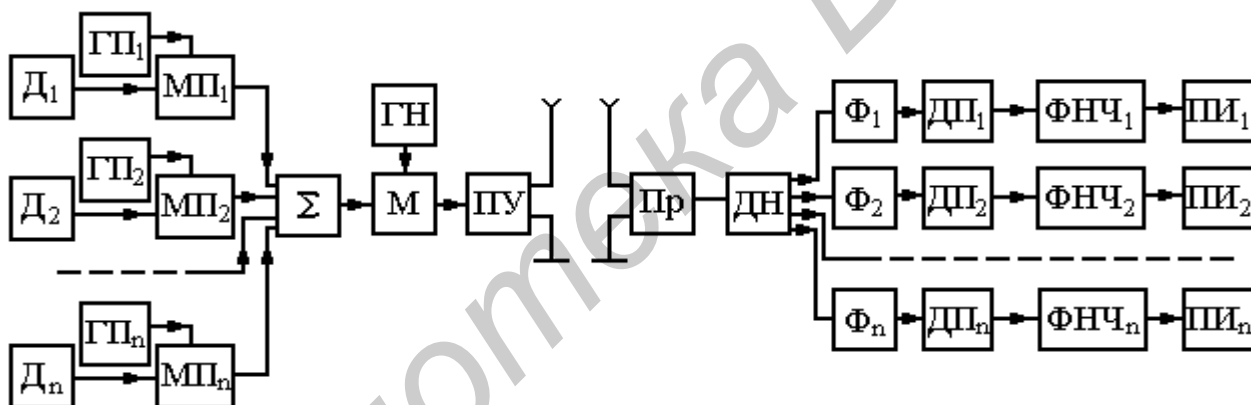 ГП₁
Д₁ МП₁
ГН
Ф₁ ДП₁ ФНЧ₁ ПИ₁
ГП₂
Д₂ МП₂ Σ М ПУ Пр ДН Ф₂ ДП₂ ФНЧ₂ ПИ₂
ГПₙ
Фₙ ДПₙ ФНЧₙ ПИₙ
Дₙ МПₙ